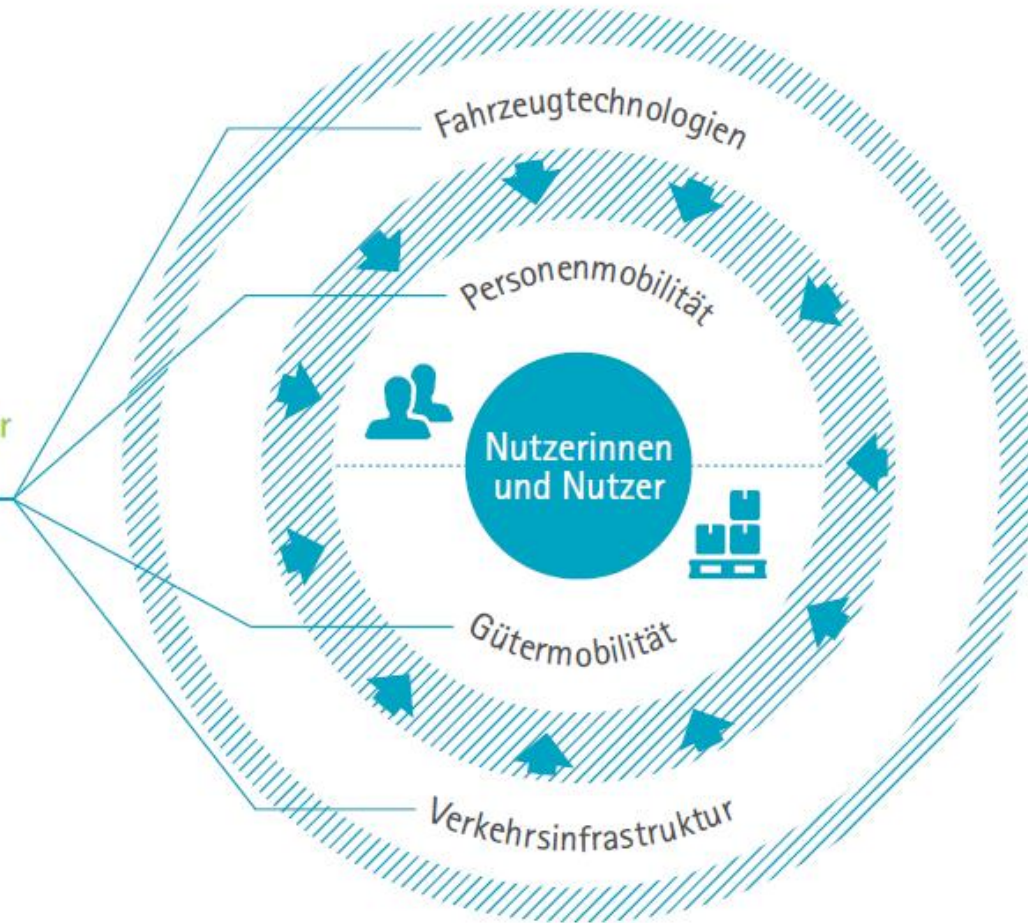 Fahrzeugtechnologien
Personenmobilität
r
Nutzerinnen
und Nutzer
Gütermobilität
Verkehrsinfrastruktur